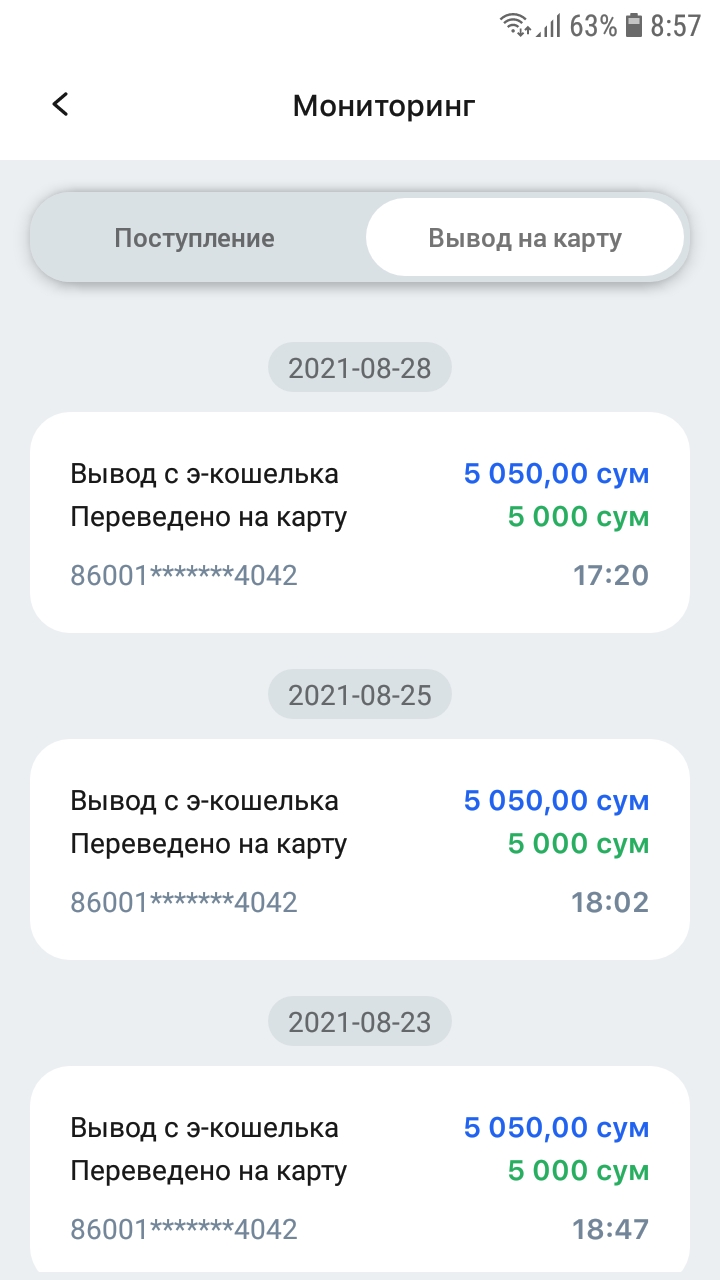 63% 8:57
Мониторинг
Поступление Вывод на карту
2021-08-28
Вывод с э-кошелька 5 050,00 сум
Переведено на карту 5 000 сум
86001*******4042 17:20
2021-08-25
Вывод с э-кошелька 5 050,00 сум
Переведено на карту 5 000 сум
86001*******4042 18:02
2021-08-23
Вывод с э-кошелька 5 050,00 сум
Переведено на карту 5 000 сум
86001*******4042 18:47